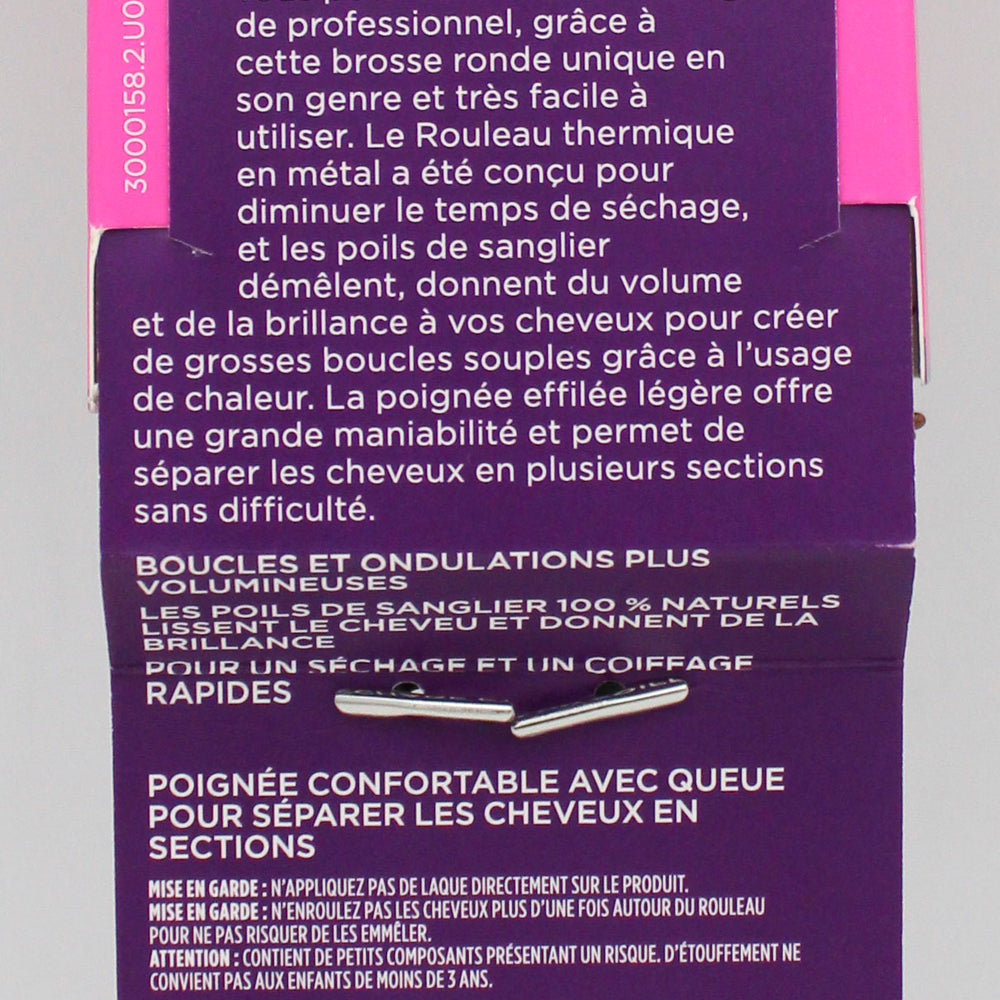 de professionnel, grâce à
cette brosse ronde unique en
son genre et très facile à
utiliser. Le Rouleau thermique
en métal a été conçu pour
diminuer le temps de séchage,
et les poils de sanglier
démêlent, donnent du volume
et de la brillance à vos cheveux pour créer
de grosses boucles souples grâce à l'usage
de chaleur. La poignée effilée légère offre
une grande maniabilité et permet de
séparer les cheveux en plusieurs sections
sans difficulté.
BOUCLES ET ONDULATIONS PLUS
VOLUMINEUSES
LES POILS DE SANGLIER 100 % NATURELS
LISSENT LE CHEVEU ET DONNENT DE LA
BRILLANCE
POUR UN SÉCHAGE ET UN COIFFAGE
RAPIDES
POIGNÉE CONFORTABLE AVEC QUEUE
POUR SÉPARER LES CHEVEUX EN
SECTIONS
MISE EN GARDE : N'APPLIQUEZ PAS DE LAQUE DIRECTEMENT SUR LE PRODUIT.
MISE EN GARDE : N'ENROULEZ PAS LES CHEVEUX PLUS D'UNE FOIS AUTOUR DU ROULEAU
POUR NE PAS RISQUER DE LES EMMÊLER.
ATTENTION : CONTIENT DE PETITS COMPOSANTS PRÉSENTANT UN RISQUE. D'ÉTOUFFEMENT NE
CONVIENT PAS AUX ENFANTS DE MOINS DE 3 ANS.
3000158.2.U0